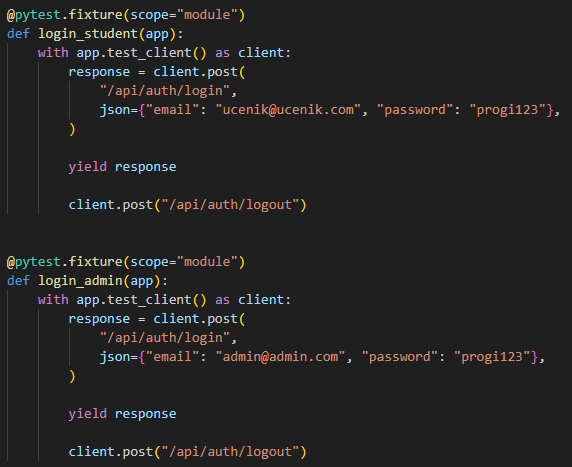 @pytest.fixture(scope="module")
def login_student(app):
    with app.test_client() as client:
        response = client.post(
            "/api/auth/login",
            json={"email": "ucenik@ucenik.com", "password": "progi123"},
        )
        yield response
        client.post("/api/auth/logout")
@pytest.fixture(scope="module")
def login_admin(app):
    with app.test_client() as client:
        response = client.post(
            "/api/auth/login",
            json={"email": "admin@admin.com", "password": "progi123"},
        )
        yield response
        client.post("/api/auth/logout")